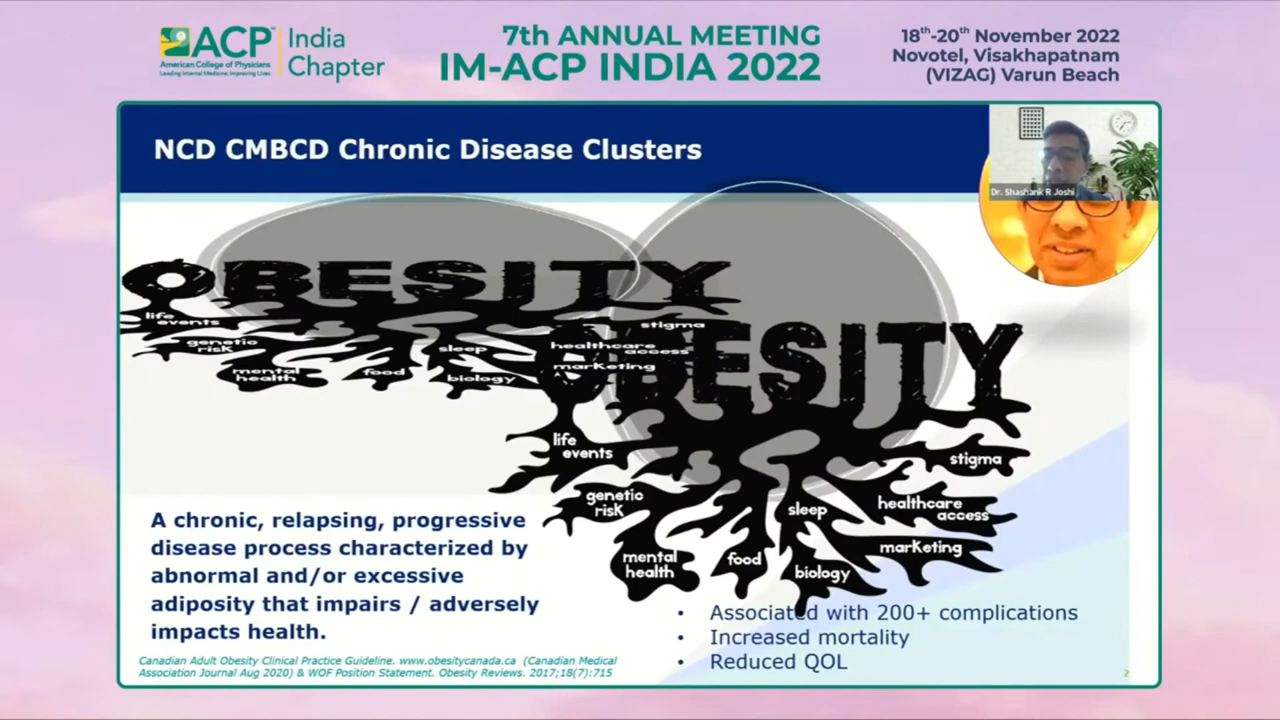 ACP
American College of Physicians
Leading Internal Medicine, Improving Lives
India
Chapter
7th ANNUAL MEETING
IM-ACP INDIA 2022
18th-20th November 2022
Novotel, Visakhapatnam
(VIZAG) Varun Beach
NCD CMBCD Chronic Disease Clusters
Dr. Shashank R Joshi
OBESITY
life
events
genetic
risk
mental
health
food
sleep
biology
stigma
healthcare
access
marketing
OBESITY
life
events
genetic
risk
mental
health
food
sleep
biology
stigma
healthcare
access
marketing
A chronic, relapsing, progressive
disease process characterized by
abnormal and/or excessive
adiposity that impairs / adversely
impacts health.
• Associated with 200+ complications
• Increased mortality
• Reduced QOL
Canadian Adult Obesity Clinical Practice Guideline. www.obesitycanada.ca (Canadian Medical
Association Journal Aug 2020) & WOF Position Statement. Obesity Reviews. 2017;18(7):715
2